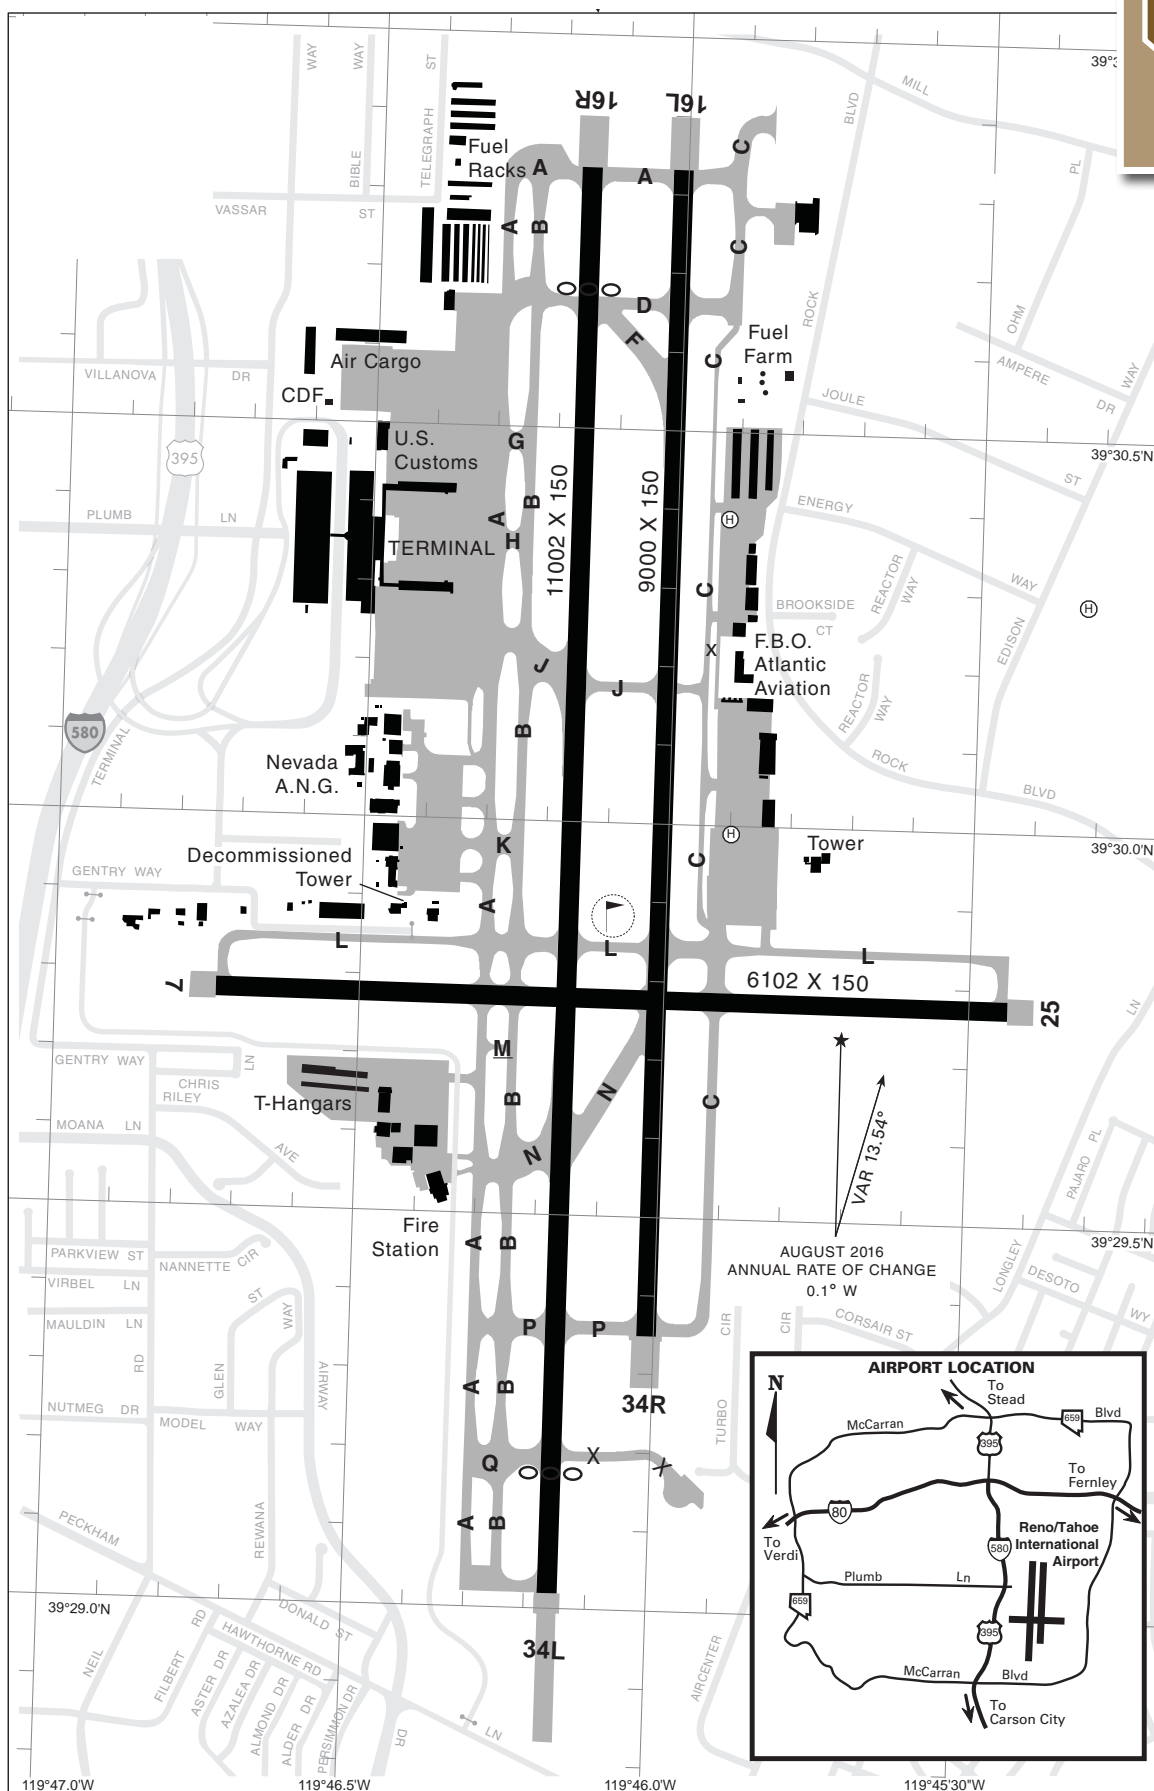 WAY
WAY
ST
BIBLE
TELEGRAPH
VASSAR
ST
Fuel
Racks
16R
16L
A
A
A
B
C
C
BLVD
MILL
PL
ROCK
OHM
AMPERE
DR
WAY
39°3
D
F
C
Fuel
Farm
VILLANOVA
DR
Air Cargo
CDF
U.S.
Customs
395
JOULE
ST
39°30.5'N
PLUMB
LN
G
B
A
H
TERMINAL
11002 X 150
9000 X 150
H
C
X
ENERGY
WAY
BROOKSIDE
CT
REACTOR
WAY
EDISON
H
F.B.O.
Atlantic
Aviation
REACTOR
WAY
ROCK
BLVD
J
J
B
580
TERMINAL
Nevada
A.N.G.
Decommissioned
Tower
GENTRY WAY
K
A
C
H
Tower
39°30.0'N
L
L
L
7
6102 X 150
25
LN
GENTRY WAY
LN
CHRIS
RILEY
MOANA
LN
AVE
T-Hangars
M
B
N
N
C
VAR 13.54°
PAJARO
PL
Fire
Station
A
B
AUGUST 2016
ANNUAL RATE OF CHANGE
0.1° W
39°29.5'N
LONGLEY
DESOTO
WY
PARKVIEW ST
NANNETTE
CIR
VIRBEL
LN
MAULDIN
LN
ST
WAY
RD
GLEN
AIRWAY
NUTMEG
DR
MODEL
WAY
P
P
A
B
34R
CIR
CIR
CORSAIR ST
TURBO
Q
X
X
A
B
PECKHAM
REWANA
39°29.0'N
34L
DONALD
ST
HAWTHORNE RD
RD
NEIL
FILBERT
ASTER DR
AZALEA DR
ALMOND DR
ALDER DR
PERSIMMON DR
DR
LN
AIRCENTER
AIRPORT LOCATION
N
To
Stead
McCarran
659
Blvd
395
To
Fernley
80
To
Verdi
580
Reno/Tahoe
International
Airport
Plumb
Ln
659
395
McCarran
Blvd
To
Carson City
119°47.0'W
119°46.5'W
119°46.0'W
119°45'30"W